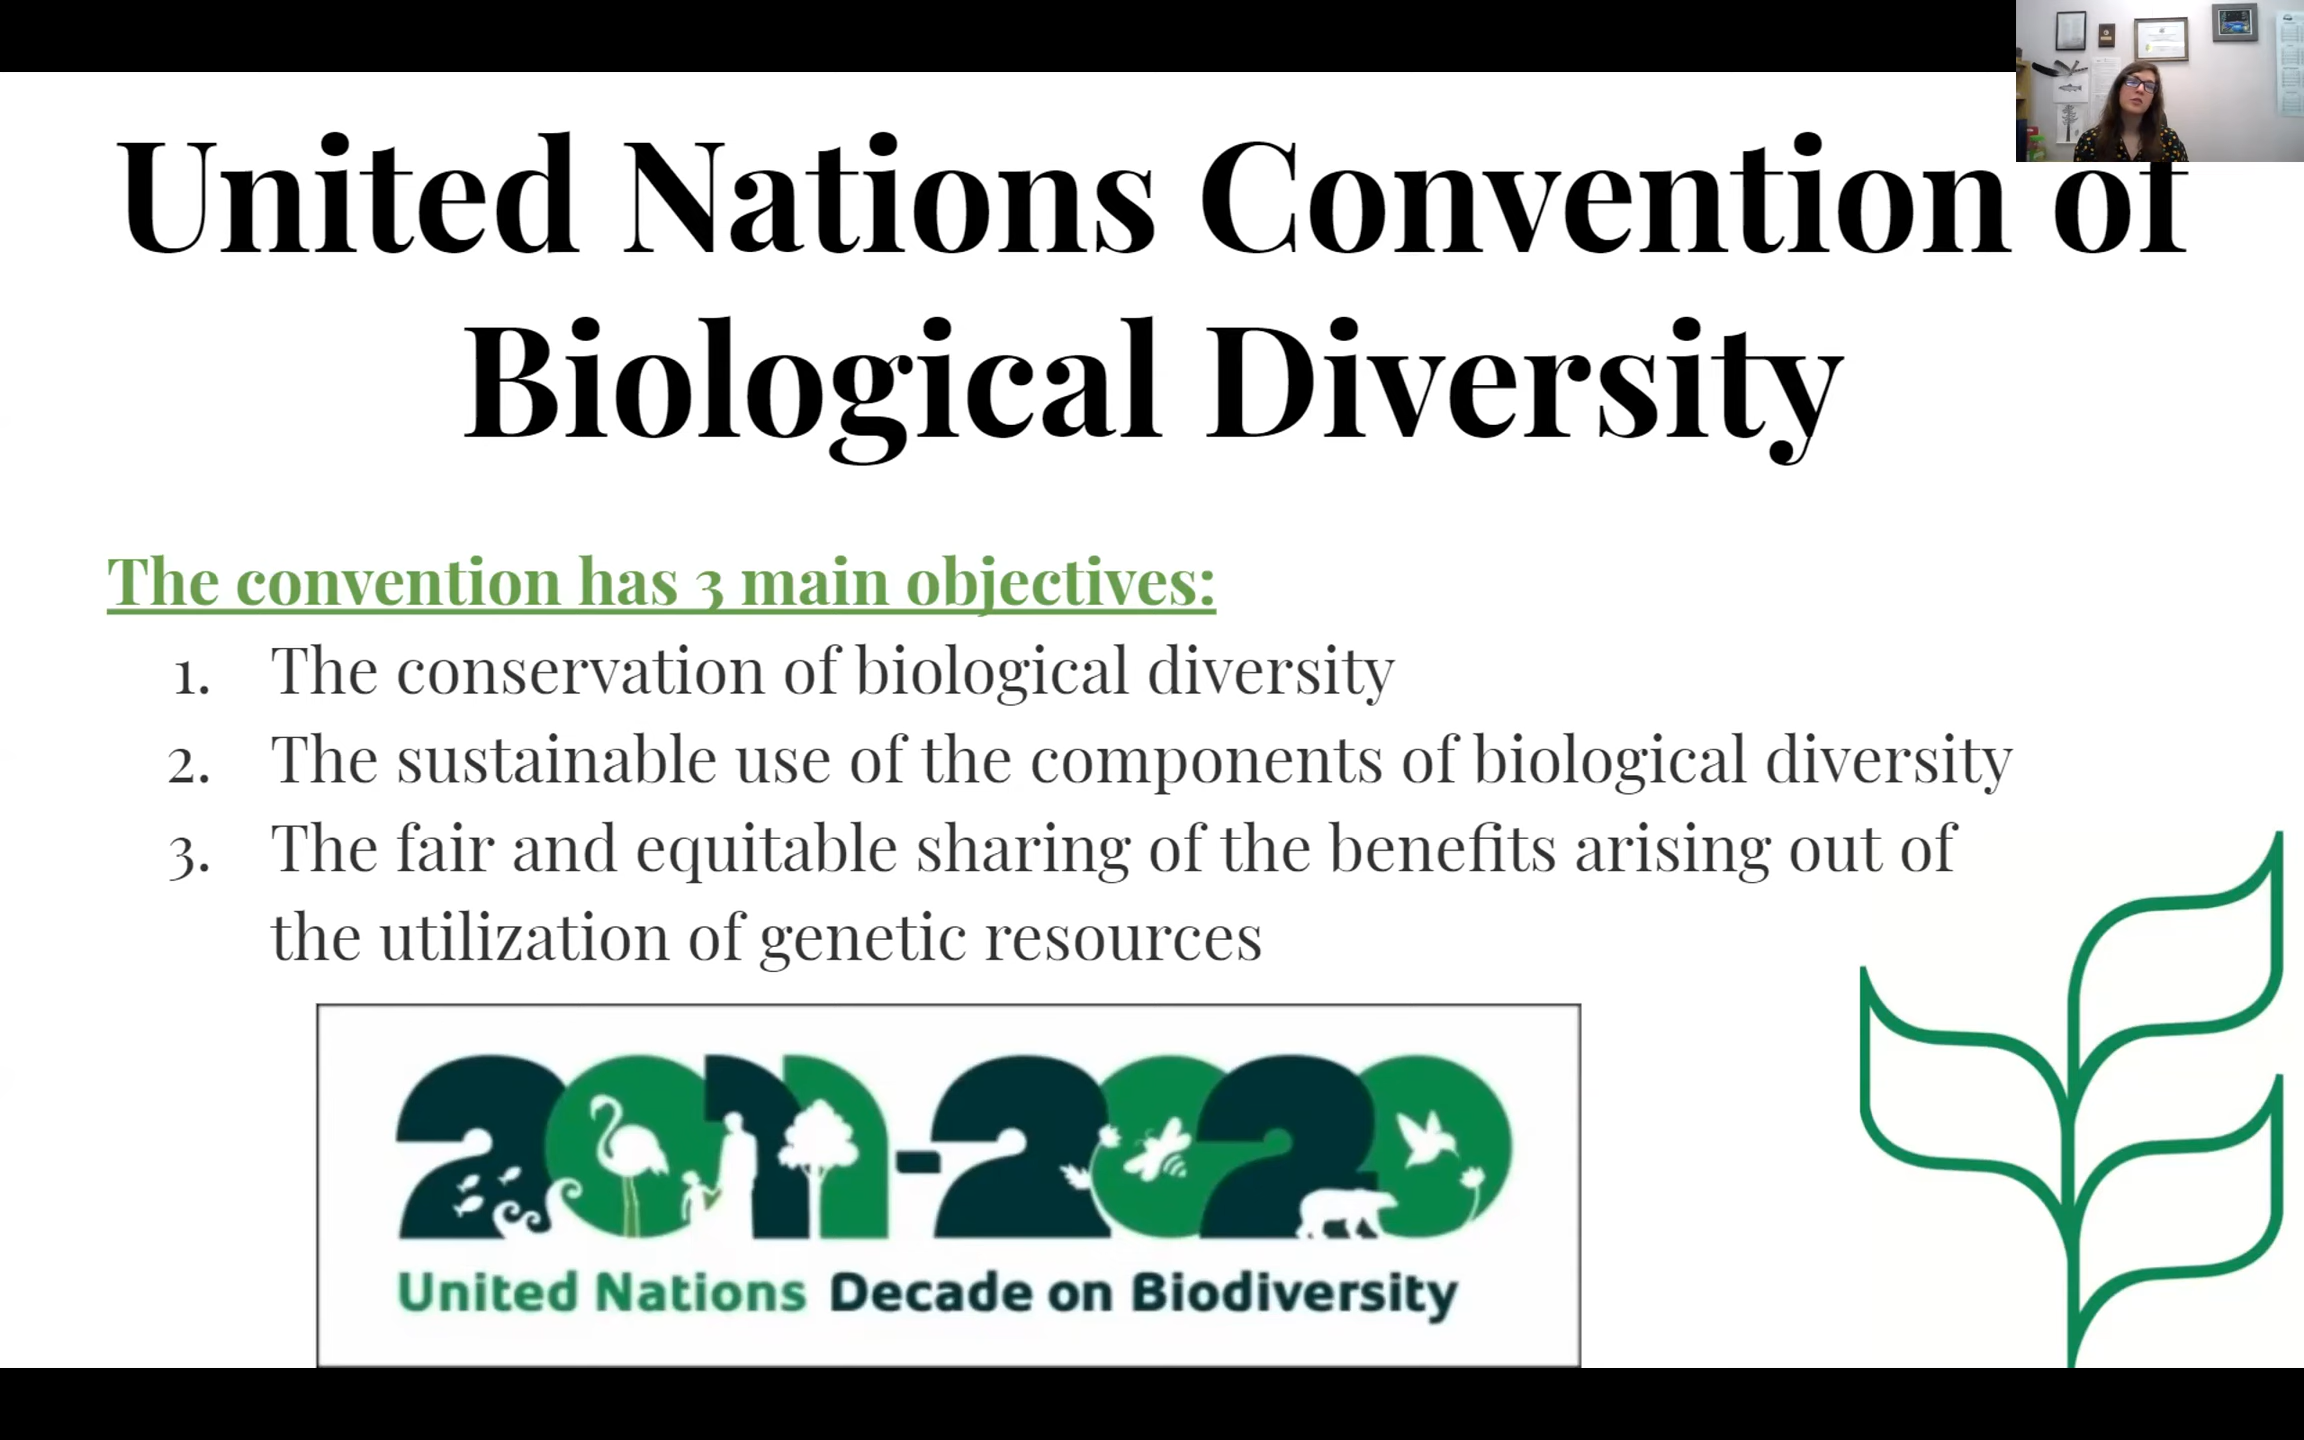 United Nations Convention of
Biological Diversity
The convention has 3 main objectives:
1. The conservation of biological diversity
2. The sustainable use of the components of biological diversity
3. The fair and equitable sharing of the benefits arising out of
the utilization of genetic resources
2011-2020
United Nations Decade on Biodiversity